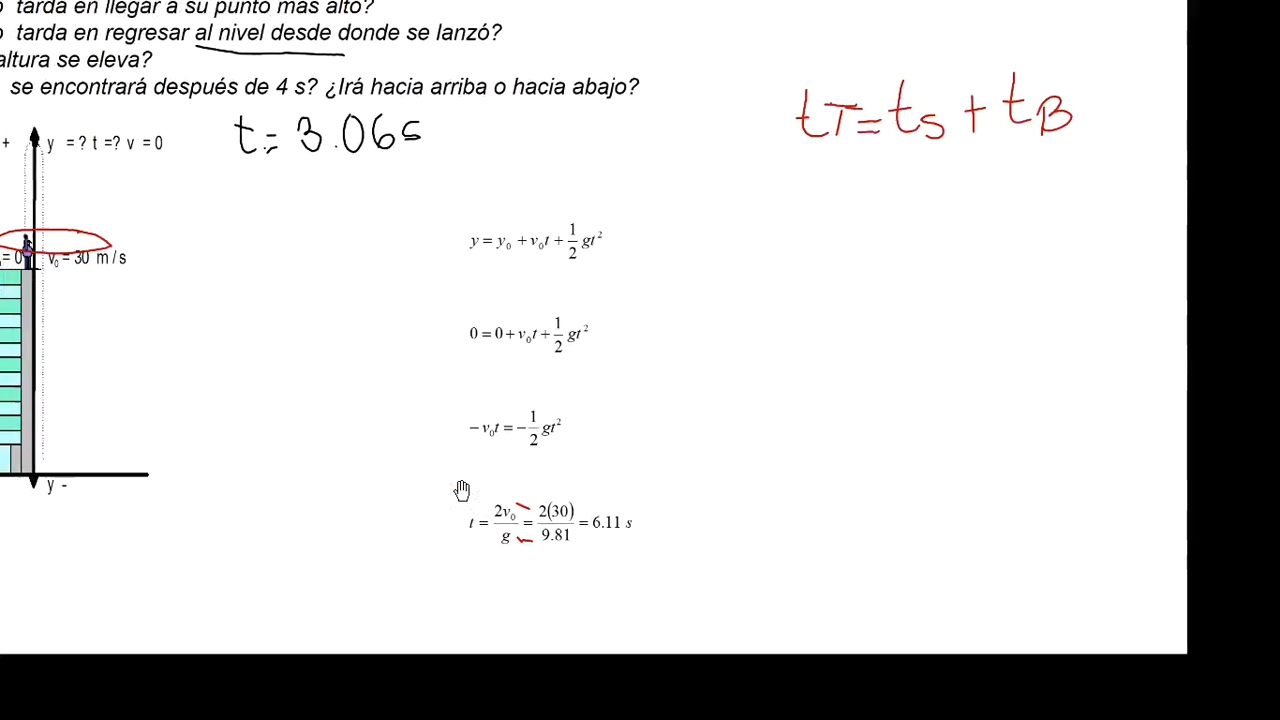 tarda en llegar a su punto más alto?
tarda en regresar al nivel desde donde se lanzó?
altura se eleva?
se encontrará después de 4 s? ¿Irá hacia arriba o hacia abajo?
tT = tS + tB
t = 3.06 s
+ y = ? t =? v = 0
y = y₀ + v₀t + 1/2 gt²
= 0 v₀ = 30 m/s
0 = 0 + v₀t + 1/2 gt²
- v₀t = - 1/2 gt²
y -
t = 2v₀/g = 2(30)/9.81 = 6.11 s